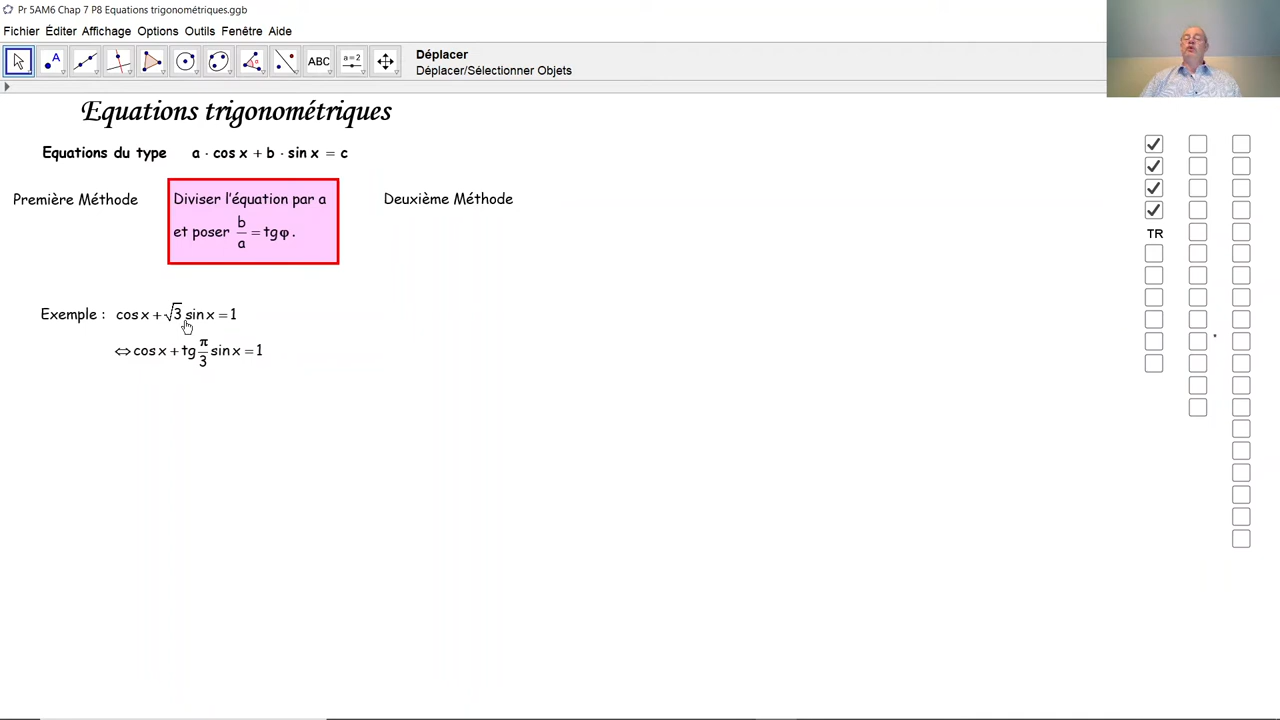 Pr 5AM6 Chap 7 P8 Equations trigonométriques.ggb
Fichier Éditer Affichage Options Outils Fenêtre Aide
A ABC a=2
Déplacer
Déplacer/Sélectionner Objets
Equations trigonométriques
Equations du type a · cos x + b · sin x = c
Première Méthode
Diviser l'équation par a
et poser b/a = tg φ .
Deuxième Méthode
TR
Exemple : cos x + √3 sin x = 1
⇔ cos x + tg π/3 sin x = 1